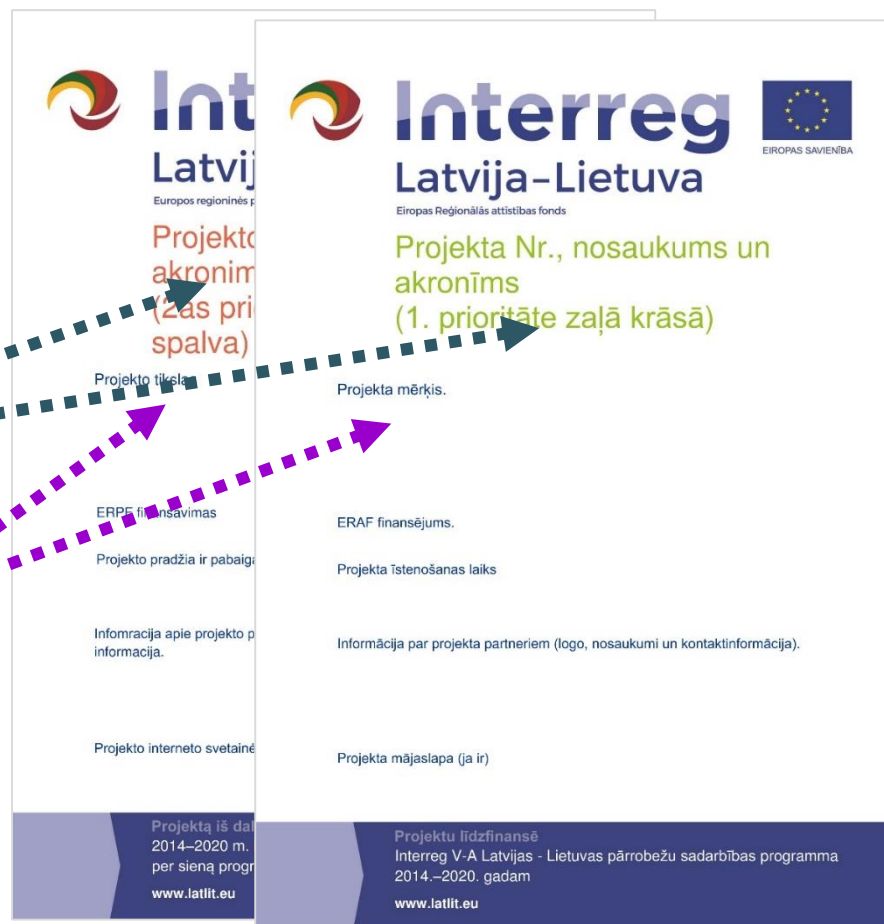 Int
Latvij
Europos regioninės p
Projekto
akronim
(2as pri
spalva)
Projekto tikslas
ERPF finansavimas
Projekto pradžia ir pabaiga
Infomracija apie projekto p
informacija.
Projekto interneto svetainė
Projektą iš dal
2014–2020 m.
per sieną progr
www.latlit.eu
Interreg
EIROPAS SAVIENĪBA
Latvija–Lietuva
Eiropas Reģionālās attīstības fonds
Projekta Nr., nosaukums un
akronīms
(1. prioritāte zaļā krāsā)
Projekta mērķis.
ERAF finansējums.
Projekta īstenošanas laiks
Informācija par projekta partneriem (logo, nosaukumi un kontaktinformācija).
Projekta mājaslapa (ja ir)
Projektu līdzfinansē
Interreg V-A Latvijas - Lietuvas pārrobežu sadarbības programma
2014.–2020. gadam
www.latlit.eu